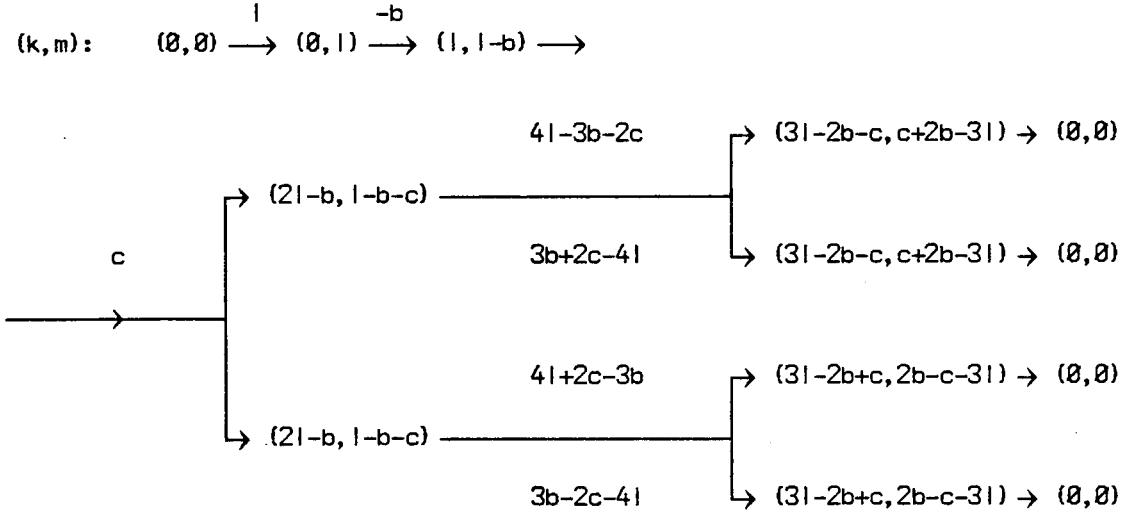 l -b
(k,m): (0,0) → (0,l) → (l,l-b) →
4l-3b-2c → (3l-2b-c,c+2b-3l) → (0,0)
→ (2l-b,l-b-c)
c 3b+2c-4l → (3l-2b-c,c+2b-3l) → (0,0)
4l+2c-3b → (3l-2b+c,2b-c-3l) → (0,0)
→ (2l-b,l-b-c)
3b-2c-4l → (3l-2b+c,2b-c-3l) → (0,0)